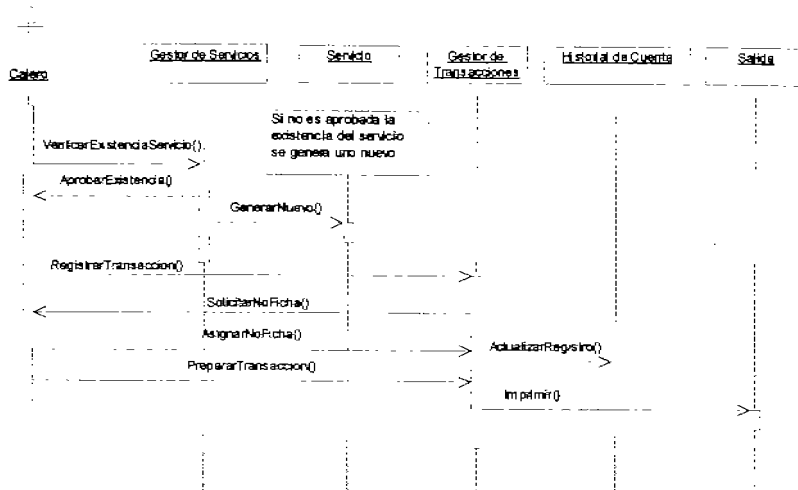 Cajero
Gestor de Servicios
Servicio
Gestor de
Transacciones
Historial de Cuenta
Salida
Si no es aprobada la
existencia del servicio
se genera uno nuevo
VerificarExistenciaServicio()
AprobarExistencia()
GenerarNuevo()
RegistrarTransaccion()
SolicitarNoFicha()
AsignarNoFicha()
ActualizarRegistro()
PrepararTransaccion()
Imprimir()